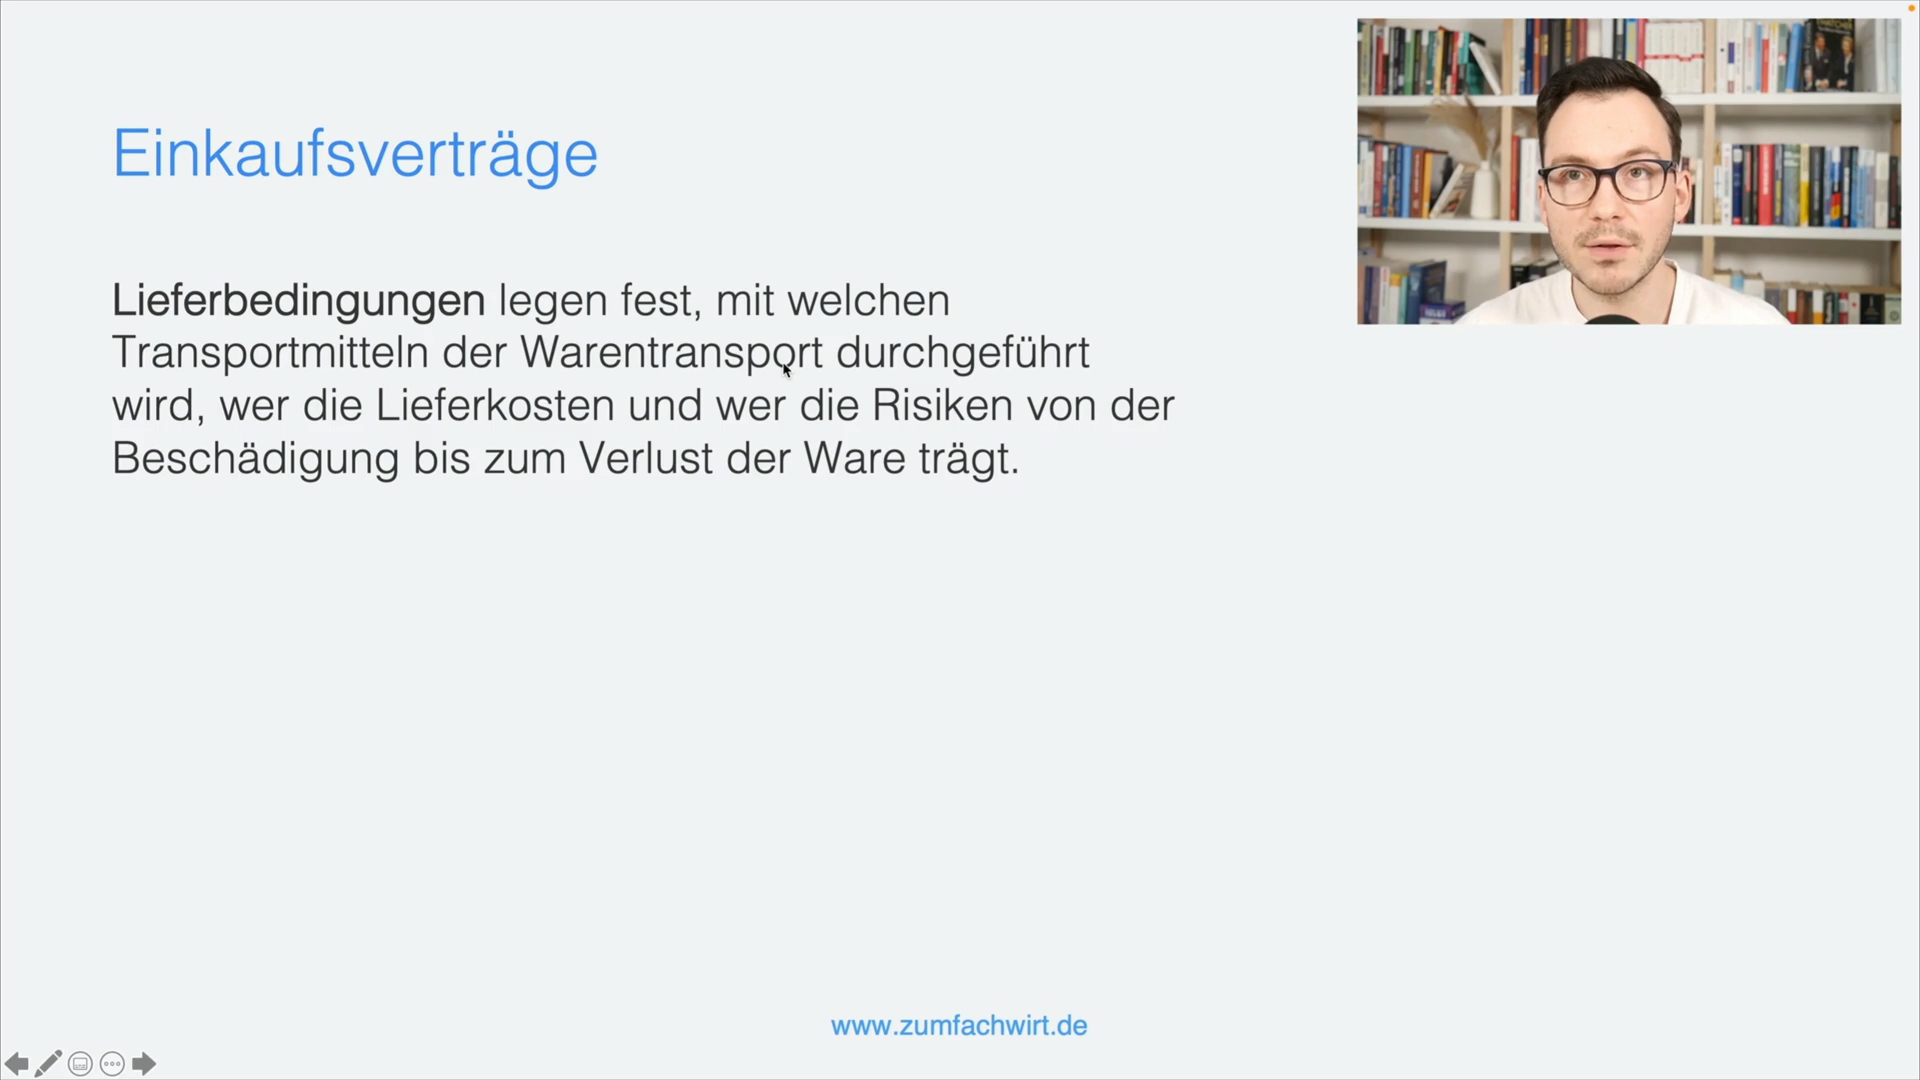 Einkaufsverträge
Lieferbedingungen legen fest, mit welchen
Transportmitteln der Warentransport durchgeführt
wird, wer die Lieferkosten und wer die Risiken von der
Beschädigung bis zum Verlust der Ware trägt.
www.zumfachwirt.de